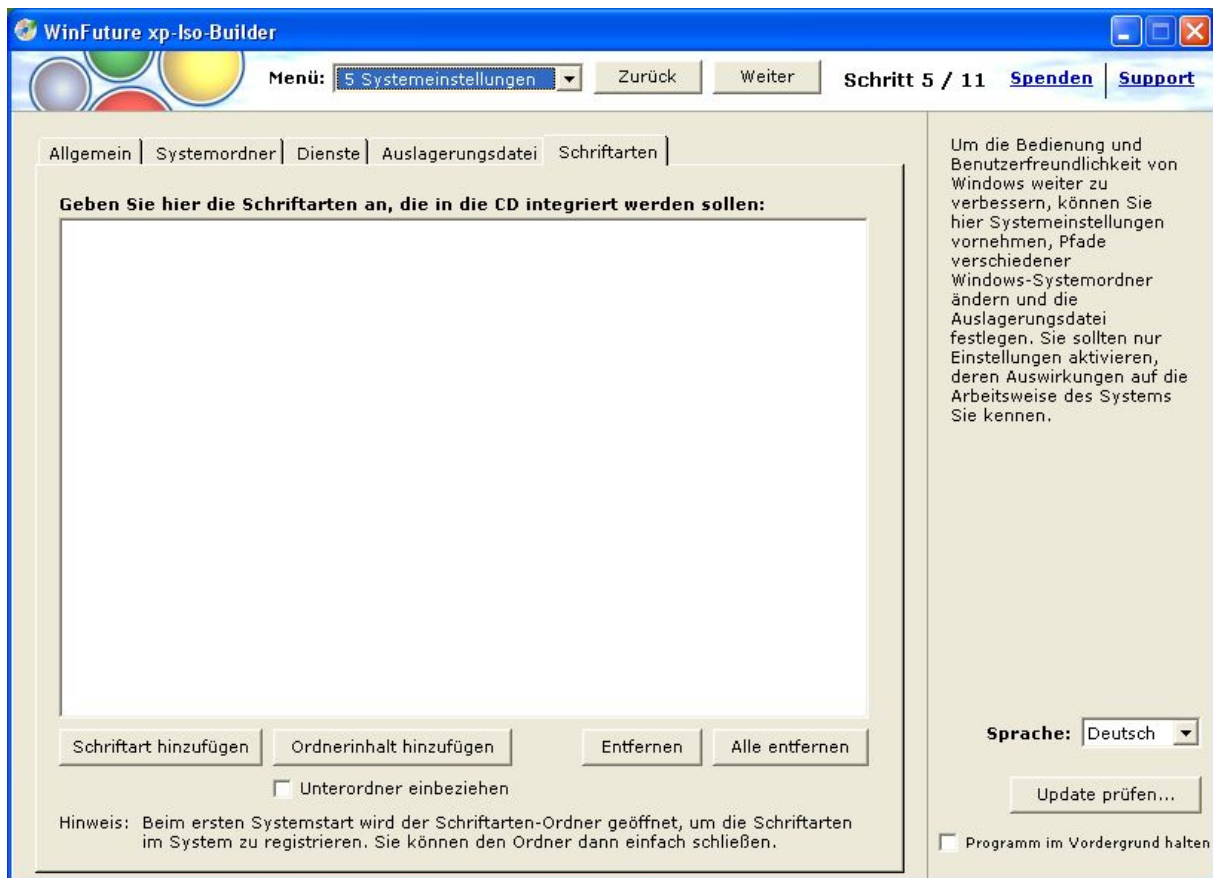 WinFuture xp-Iso-Builder
Menü: 5 Systemeinstellungen Zurück Weiter Schritt 5 / 11 Spenden Support
Allgemein Systemordner Dienste Auslagerungsdatei Schriftarten
Geben Sie hier die Schriftarten an, die in die CD integriert werden sollen:
Schriftart hinzufügen Ordnerinhalt hinzufügen Entfernen Alle entfernen
Unterordner einbeziehen
Hinweis: Beim ersten Systemstart wird der Schriftarten-Ordner geöffnet, um die Schriftarten
im System zu registrieren. Sie können den Ordner dann einfach schließen.
Um die Bedienung und
Benutzerfreundlichkeit von
Windows weiter zu
verbessern, können Sie
hier Systemeinstellungen
vornehmen, Pfade
verschiedener
Windows-Systemordner
ändern und die
Auslagerungsdatei
festlegen. Sie sollten nur
Einstellungen aktivieren,
deren Auswirkungen auf die
Arbeitsweise des Systems
Sie kennen.
Sprache: Deutsch
Update prüfen...
Programm im Vordergrund halten